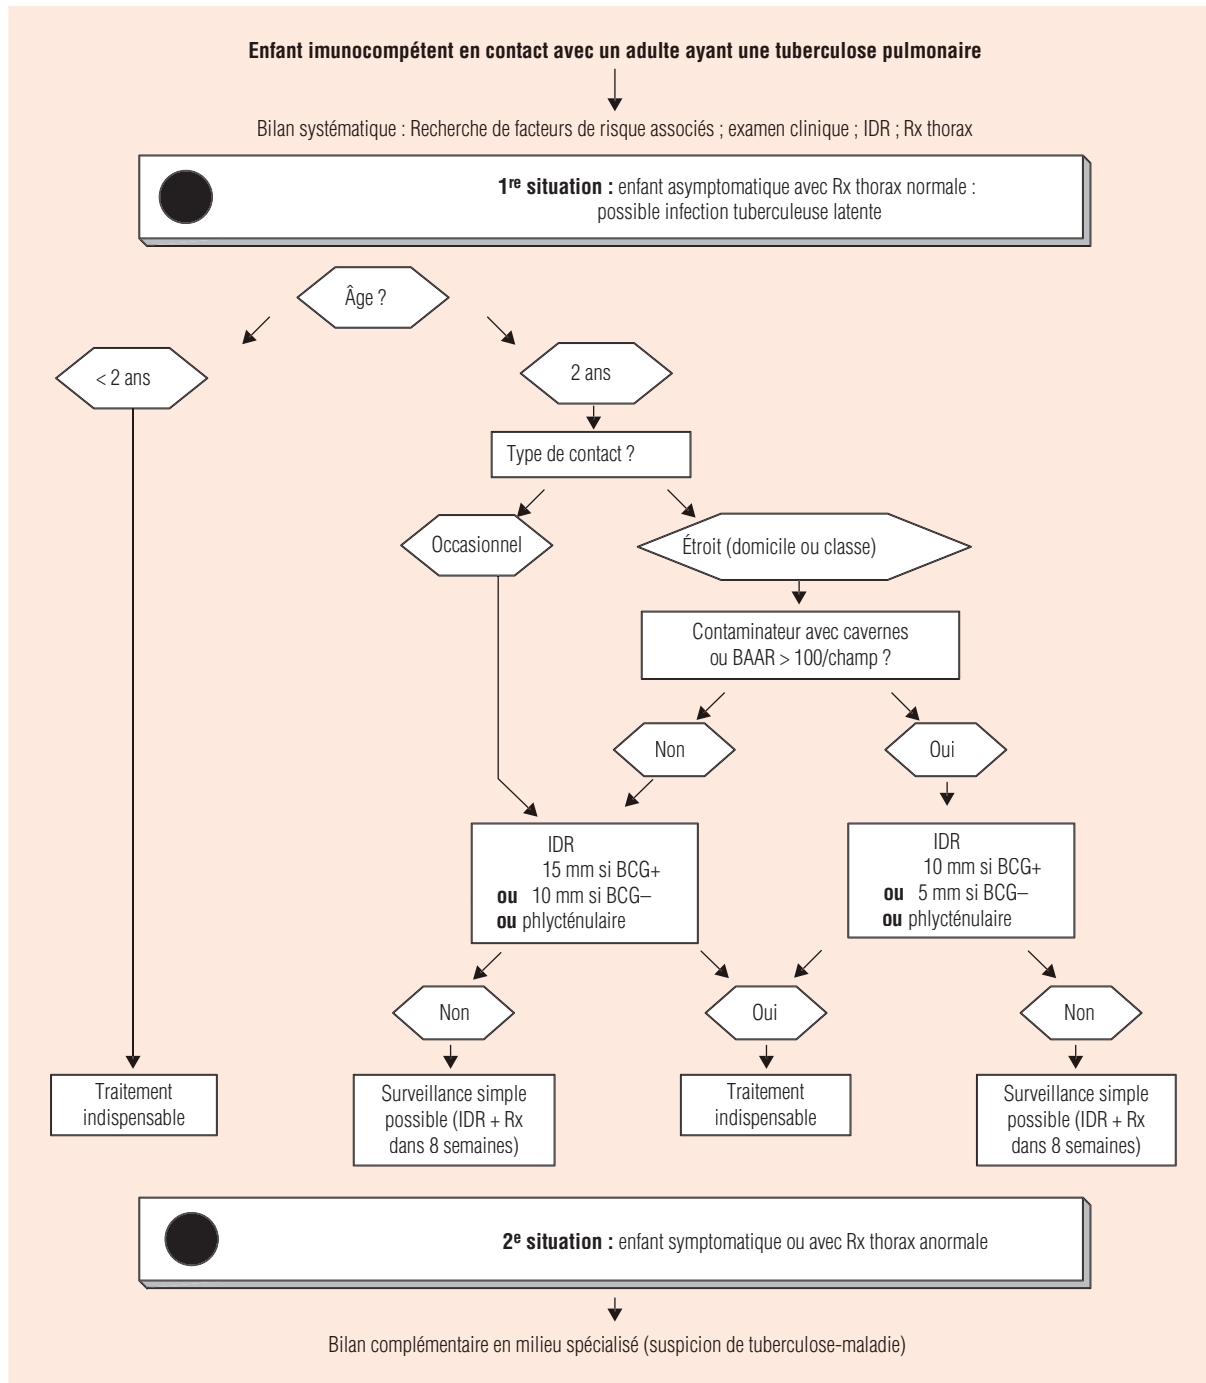 Enfant imunocompétent en contact avec un adulte ayant une tuberculose pulmonaire
Bilan systématique : Recherche de facteurs de risque associés ; examen clinique ; IDR ; Rx thorax
1re situation : enfant asymptomatique avec Rx thorax normale :
possible infection tuberculeuse latente
Âge ?
< 2 ans
2 ans
Type de contact ?
Occasionnel
Étroit (domicile ou classe)
Contaminateur avec cavernes
ou BAAR > 100/champ ?
Non
Oui
IDR
15 mm si BCG+
ou 10 mm si BCG–
ou phlycténulaire
IDR
10 mm si BCG+
ou 5 mm si BCG–
ou phlycténulaire
Non
Oui
Non
Traitement
indispensable
Surveillance simple
possible (IDR + Rx
dans 8 semaines)
Traitement
indispensable
Surveillance simple
possible (IDR + Rx
dans 8 semaines)
2e situation : enfant symptomatique ou avec Rx thorax anormale
Bilan complémentaire en milieu spécialisé (suspicion de tuberculose-maladie)